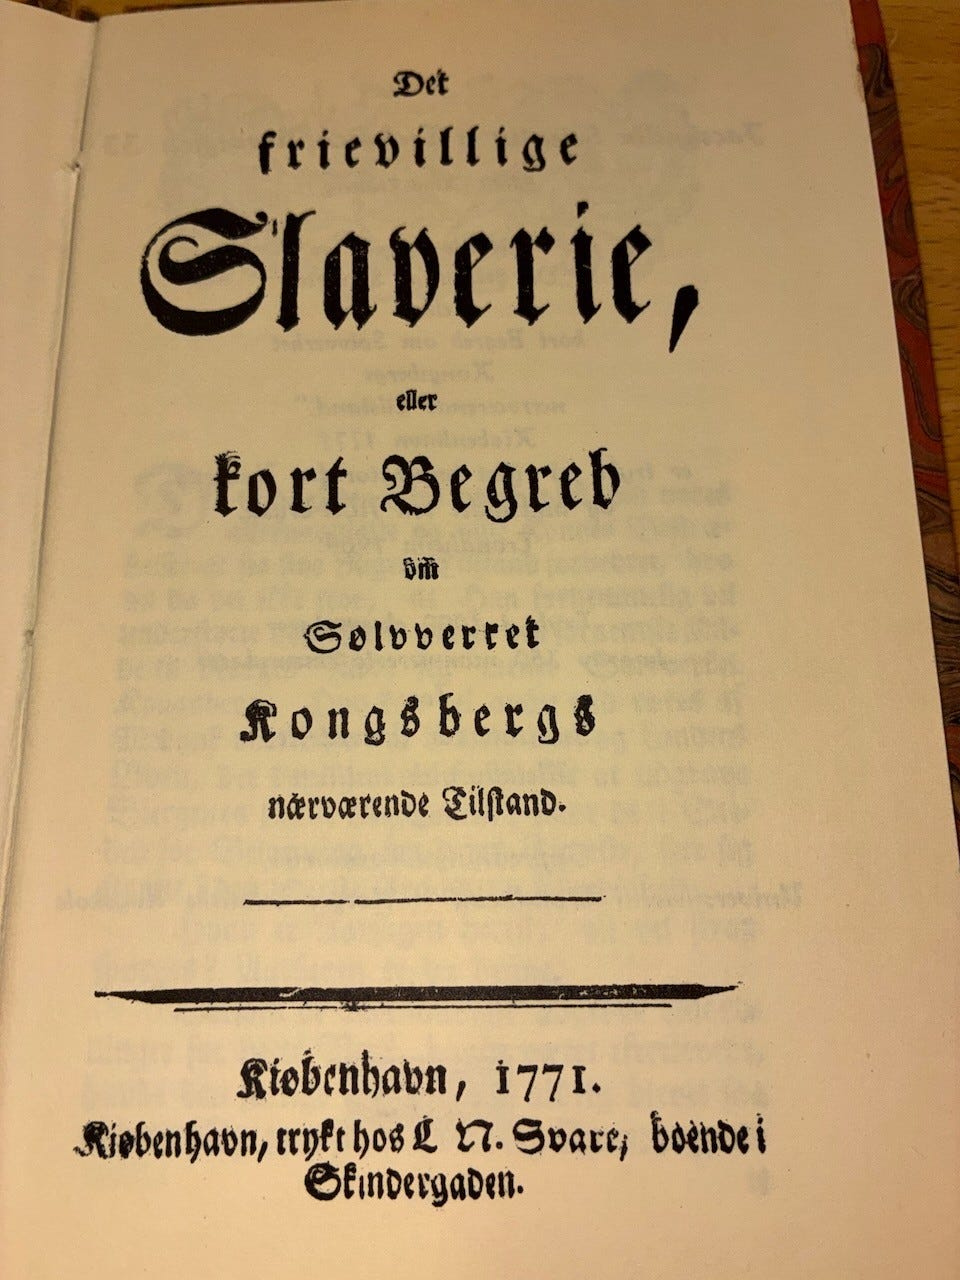 Det
frievillige
Slaverie,
eller
kort Begreb
om
Sølvverket
Kongsbergs
nærværende Tilstand.
Kiøbenhavn, 1771.
Kiøbenhavn, trykt hos L N. Svare, boende i
Skindergaden.